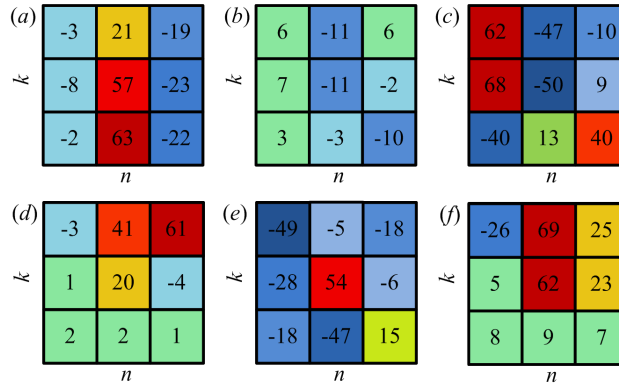 (a) -3 21 -19 (b) 6 -11 6 (c) 62 -47 -10
k -8 57 -23 k 7 -11 -2 k 68 -50 9
-2 63 -22 3 -3 -10 -40 13 40
n n n
(d) -3 41 61 (e) -49 -5 -18 (f) -26 69 25
k 1 20 -4 k -28 54 -6 k 5 62 23
2 2 1 -18 -47 15 8 9 7
n n n